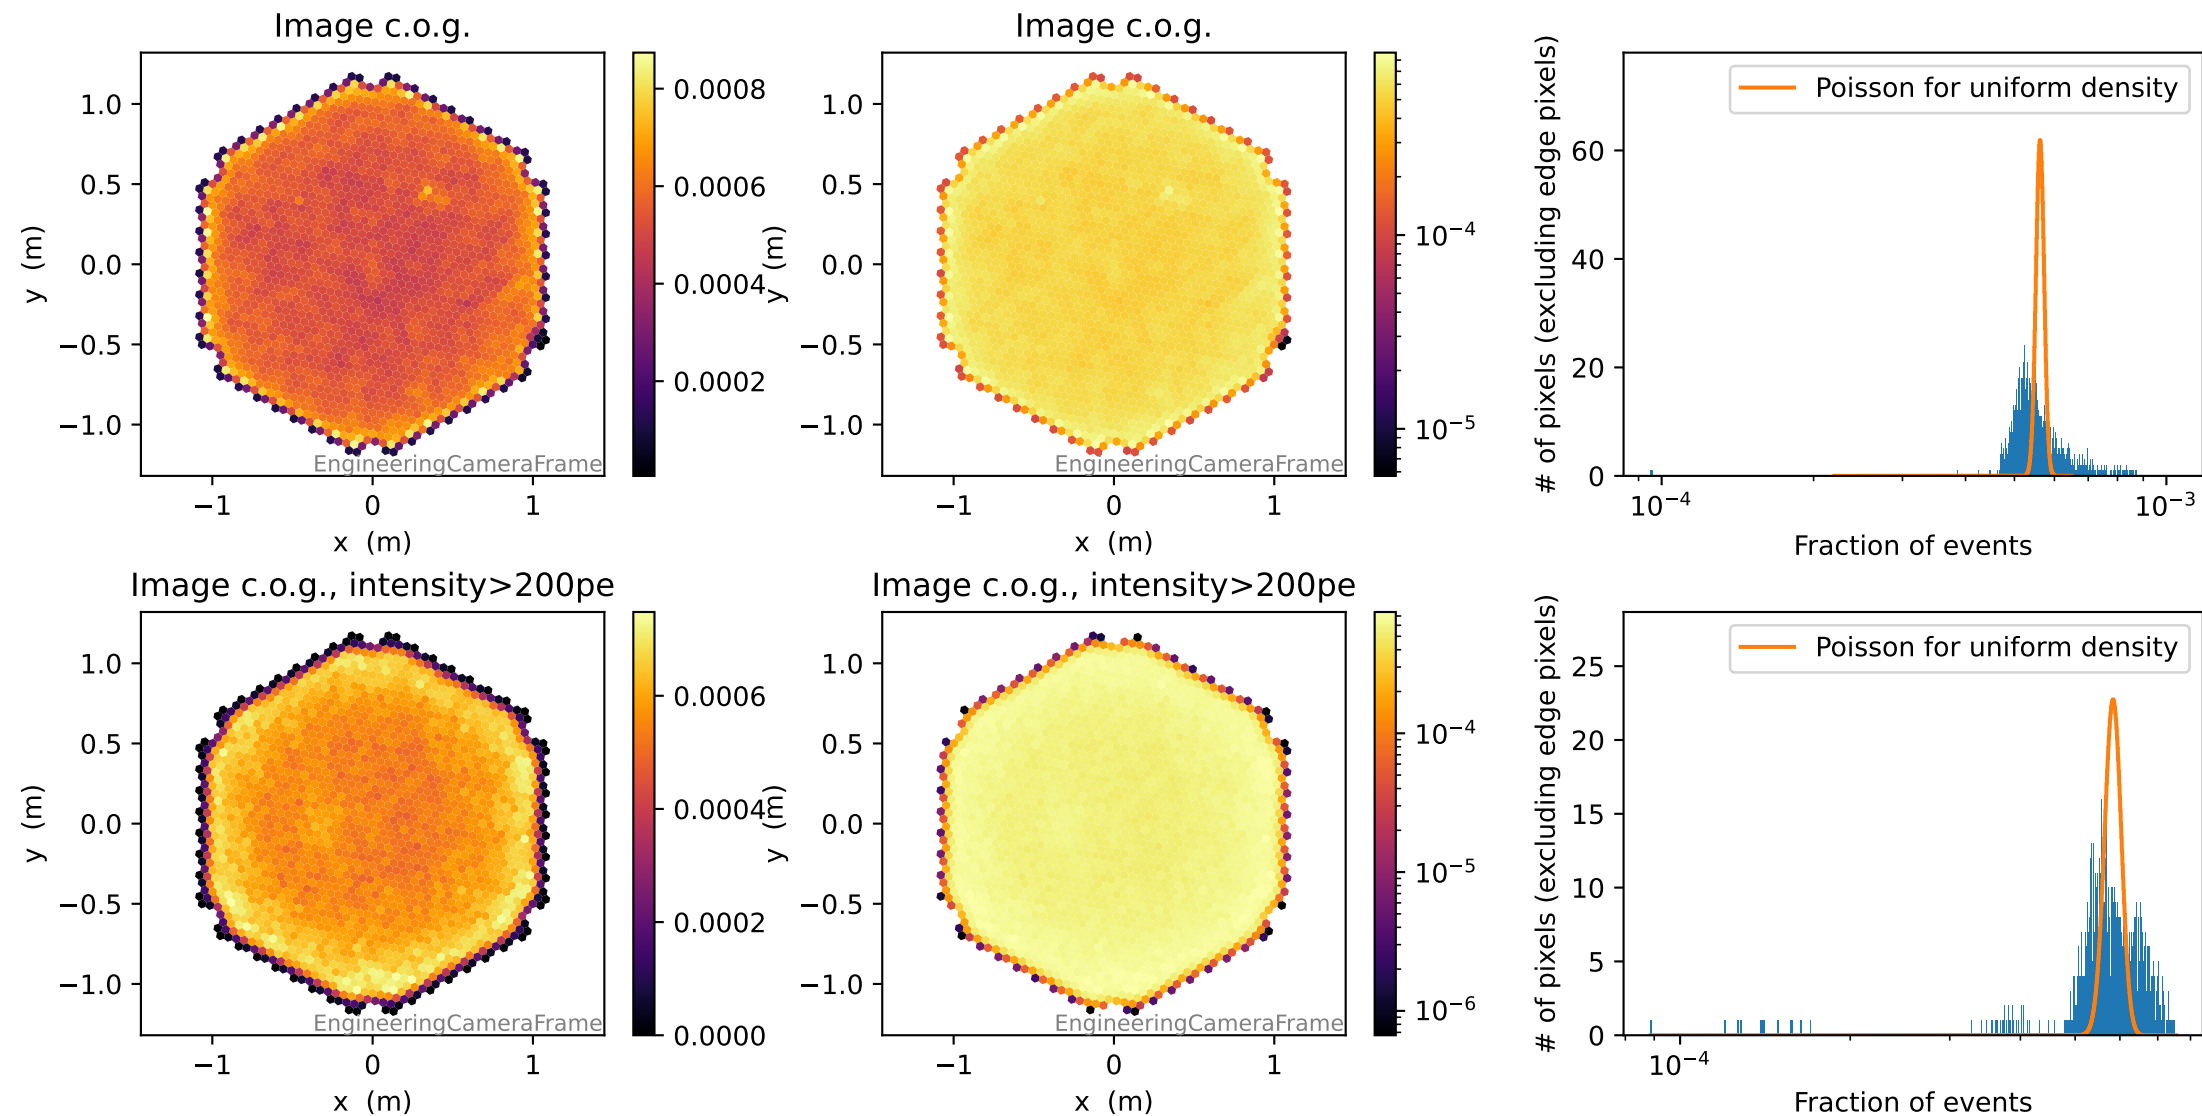 Image c.o.g.
y (m)
1.0
0.5
0.0
−0.5
−1.0
EngineeringCameraFrame
−1 0 1
x (m)
0.0008
0.0006
0.0004
0.0002
Image c.o.g.
y (m)
1.0
0.5
0.0
−0.5
−1.0
EngineeringCameraFrame
−1 0 1
x (m)
10⁻⁴
10⁻⁵
# of pixels (excluding edge pixels)
Poisson for uniform density
60
40
20
0
10⁻⁴ 10⁻³
Fraction of events
Image c.o.g., intensity>200pe
y (m)
1.0
0.5
0.0
−0.5
−1.0
EngineeringCameraFrame
−1 0 1
x (m)
0.0006
0.0004
0.0002
0.0000
Image c.o.g., intensity>200pe
y (m)
1.0
0.5
0.0
−0.5
−1.0
EngineeringCameraFrame
−1 0 1
x (m)
10⁻⁴
10⁻⁵
10⁻⁶
# of pixels (excluding edge pixels)
Poisson for uniform density
25
20
15
10
5
0
10⁻⁴
Fraction of events